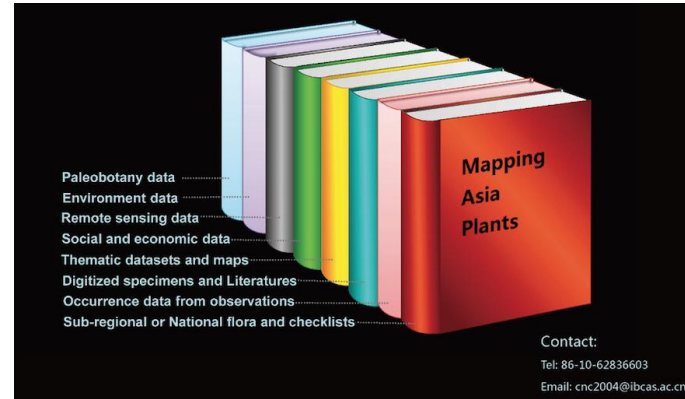 Mapping
Asia
Plants
Paleobotany data
Environment data
Remote sensing data
Social and economic data
Thematic datasets and maps
Digitized specimens and Literatures
Occurrence data from observations
Sub-regional or National flora and checklists
Contact:
Tel: 86-10-62836603
Email: cnc2004@ibcas.ac.cn